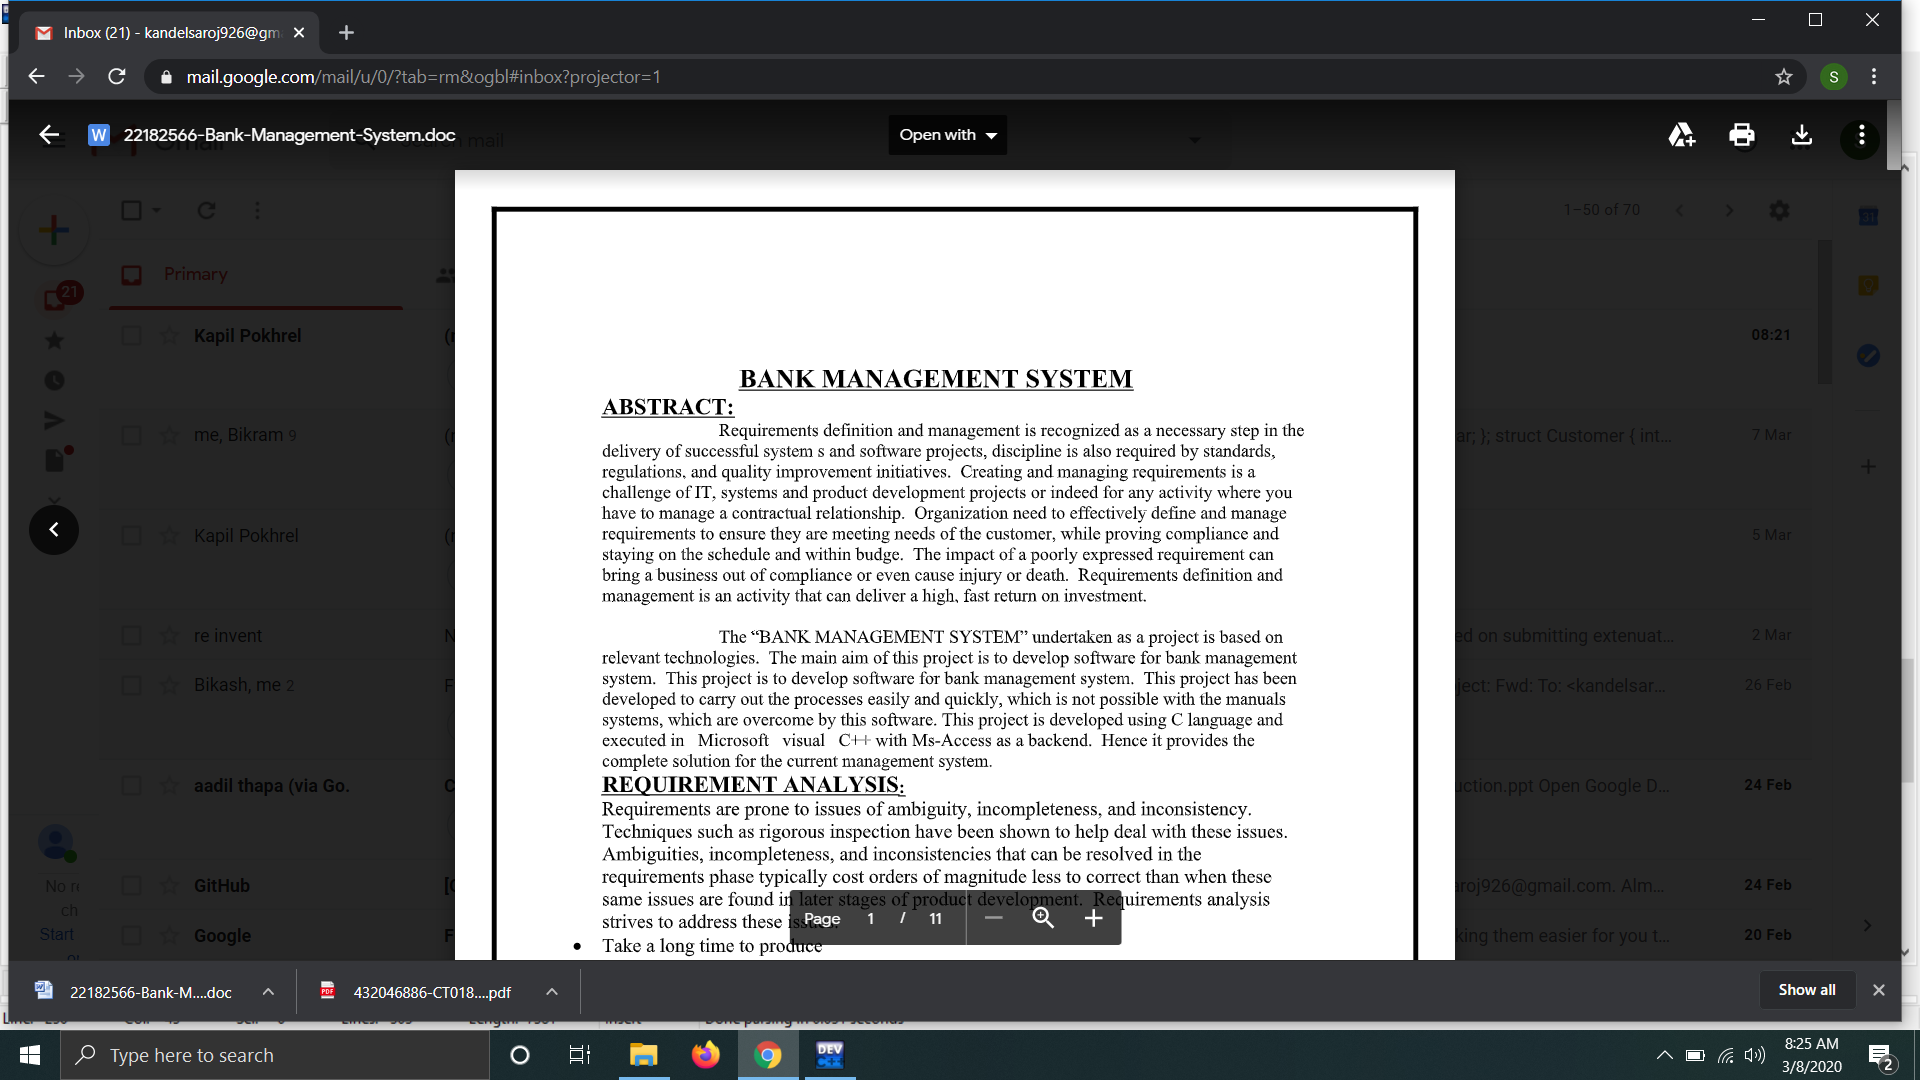 Inbox (21) - kandelsaroj926@gm
mail.google.com/mail/u/0/?tab=rm&ogbl#inbox?projector=1
S
W 22182566-Bank-Management-System.doc
Open with
1–50 of 70
Primary
21
Kapil Pokhrel
08:21
me, Bikram 9
ar; }; struct Customer { int...
7 Mar
Kapil Pokhrel
5 Mar
re invent
ed on submitting extenuat...
2 Mar
Bikash, me 2
ject: Fwd: To: <kandelsar...
26 Feb
aadil thapa (via Go.
uction.ppt Open Google D...
24 Feb
GitHub
aroj926@gmail.com. Alm...
24 Feb
Google
king them easier for you t...
20 Feb
Start
BANK MANAGEMENT SYSTEM
ABSTRACT:
Requirements definition and management is recognized as a necessary step in the
delivery of successful system s and software projects, discipline is also required by standards,
regulations, and quality improvement initiatives. Creating and managing requirements is a
challenge of IT, systems and product development projects or indeed for any activity where you
have to manage a contractual relationship. Organization need to effectively define and manage
requirements to ensure they are meeting needs of the customer, while proving compliance and
staying on the schedule and within budge. The impact of a poorly expressed requirement can
bring a business out of compliance or even cause injury or death. Requirements definition and
management is an activity that can deliver a high, fast return on investment.
The “BANK MANAGEMENT SYSTEM” undertaken as a project is based on
relevant technologies. The main aim of this project is to develop software for bank management
system. This project is to develop software for bank management system. This project has been
developed to carry out the processes easily and quickly, which is not possible with the manuals
systems, which are overcome by this software. This project is developed using C language and
executed in Microsoft visual C++ with Ms-Access as a backend. Hence it provides the
complete solution for the current management system.
REQUIREMENT ANALYSIS:
Requirements are prone to issues of ambiguity, incompleteness, and inconsistency.
Techniques such as rigorous inspection have been shown to help deal with these issues.
Ambiguities, incompleteness, and inconsistencies that can be resolved in the
requirements phase typically cost orders of magnitude less to correct than when these
same issues are found in later stages of product development. Requirements analysis
strives to address these issues.
• Take a long time to produce
Page 1 / 11
22182566-Bank-M....doc
432046886-CT018....pdf
Show all
Type here to search
DEV C++
8:25 AM
3/8/2020
2